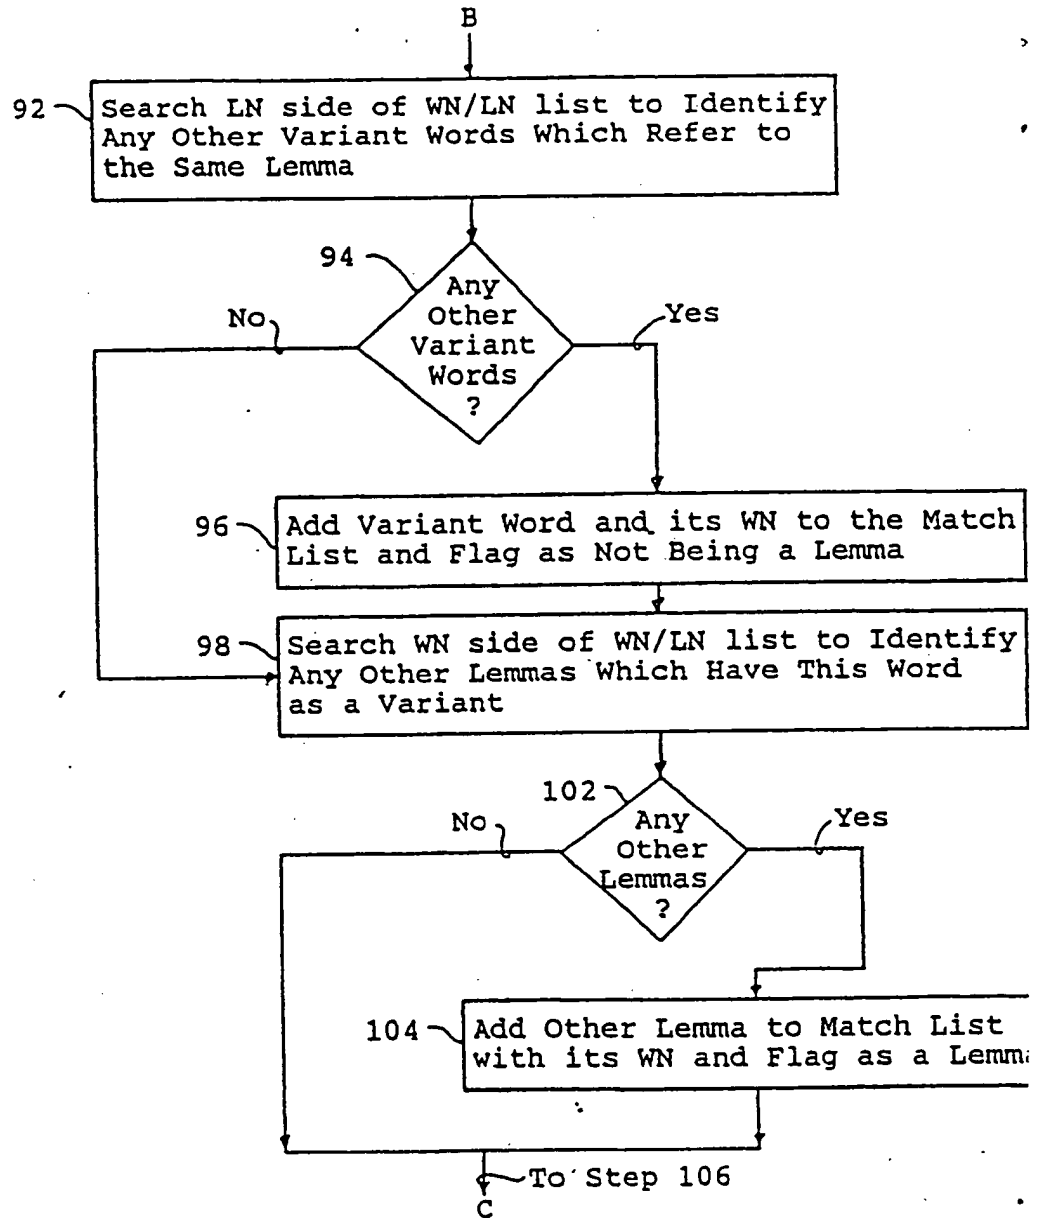 B
92
Search LN side of WN/LN list to Identify
Any Other Variant Words Which Refer to
the Same Lemma
94
Any
Other
Variant
Words
?
No
Yes
96
Add Variant Word and its WN to the Match
List and Flag as Not Being a Lemma
98
Search WN side of WN/LN list to Identify
Any Other Lemmas Which Have This Word
as a Variant
102
Any
Other
Lemmas
?
No
Yes
104
Add Other Lemma to Match List
with its WN and Flag as a
To Step 106
C